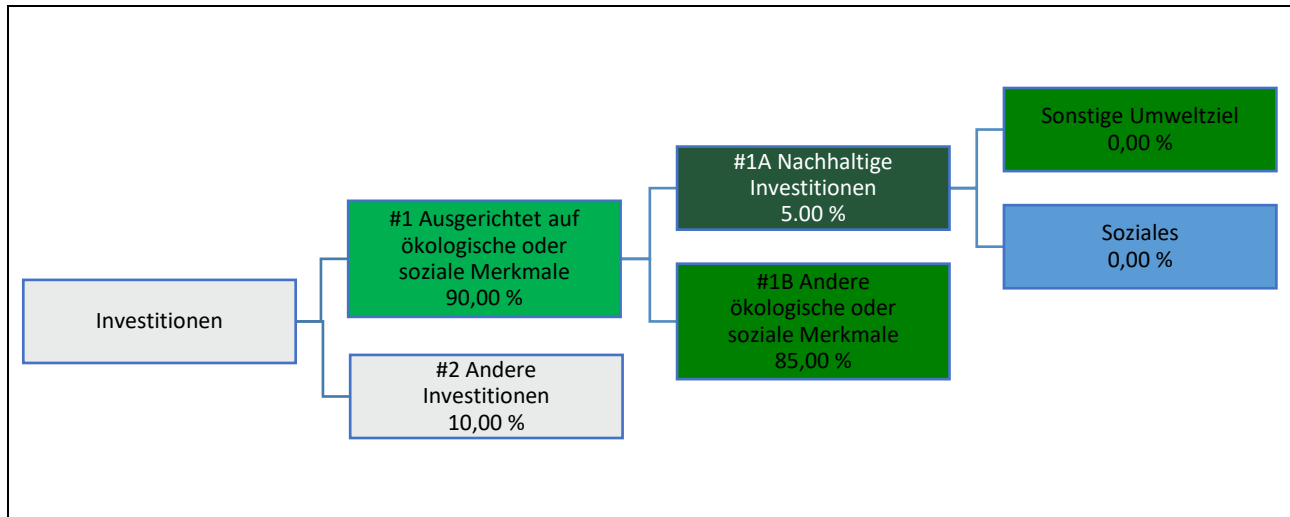 Investitionen
#1 Ausgerichtet auf
ökologische oder
soziale Merkmale
90,00 %
#2 Andere
Investitionen
10,00 %
#1A Nachhaltige
Investitionen
5.00 %
#1B Andere
ökologische oder
soziale Merkmale
85,00 %
Sonstige Umweltziel
0,00 %
Soziales
0,00 %